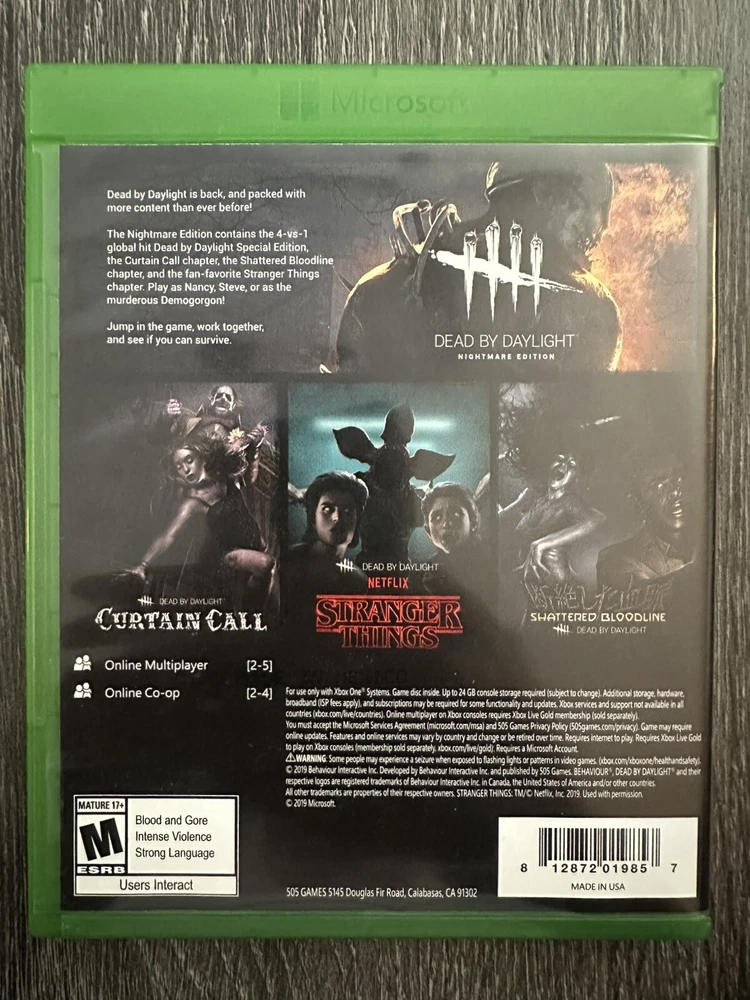 Microsoft
Dead by Daylight is back, and packed with
more content than ever before!
The Nightmare Edition contains the 4-vs-1
global hit Dead by Daylight Special Edition,
the Curtain Call chapter, the Shattered Bloodline
chapter, and the fan-favorite Stranger Things
chapter. Play as Nancy, Steve, or as the
murderous Demogorgon!
Jump in the game, work together,
and see if you can survive.
DEAD BY DAYLIGHT™
NIGHTMARE EDITION
DEAD BY DAYLIGHT™
CURTAIN CALL
DEAD BY DAYLIGHT
NETFLIX
STRANGER
THINGS
SHATTERED BLOODLINE
DEAD BY DAYLIGHT™
Online Multiplayer [2-5]
Online Co-op [2-4]
For use only with Xbox One® Systems. Game disc inside. Up to 24 GB console storage required (subject to change). Additional storage, hardware,
broadband (ISP fees apply), and subscriptions may be required for some functionality and updates. Xbox services and support not available in all
countries (xbox.com/live/countries). Online multiplayer on Xbox consoles requires Xbox Live Gold membership (sold separately).
You must accept the Microsoft Services Agreement (microsoft.com/msa) and 505 Games Privacy Policy (505games.com/privacy). Game may require
online updates. Features and online services may vary by country and change or be retired over time. Requires internet to play. Requires Xbox Live Gold
to play on Xbox consoles (membership sold separately, xbox.com/live/gold). Requires a Microsoft Account.
⚠WARNING: Some people may experience a seizure when exposed to flashing lights or patterns in video games. (xbox.com/xboxone/healthandsafety).
© 2019 Behaviour Interactive Inc. Developed by Behaviour Interactive Inc. and published by 505 Games. BEHAVIOUR®, DEAD BY DAYLIGHT® and their
respective logos are registered trademarks of Behaviour Interactive Inc. in Canada, the United States of America and/or other countries.
All other trademarks are properties of their respective owners. STRANGER THINGS: TM/© Netflix, Inc. 2019. Used with permission.
© 2019 Microsoft.
MATURE 17+
M
ESRB
Blood and Gore
Intense Violence
Strong Language
Users Interact
505 GAMES 5145 Douglas Fir Road, Calabasas, CA 91302
8 12872 01985 7
MADE IN USA